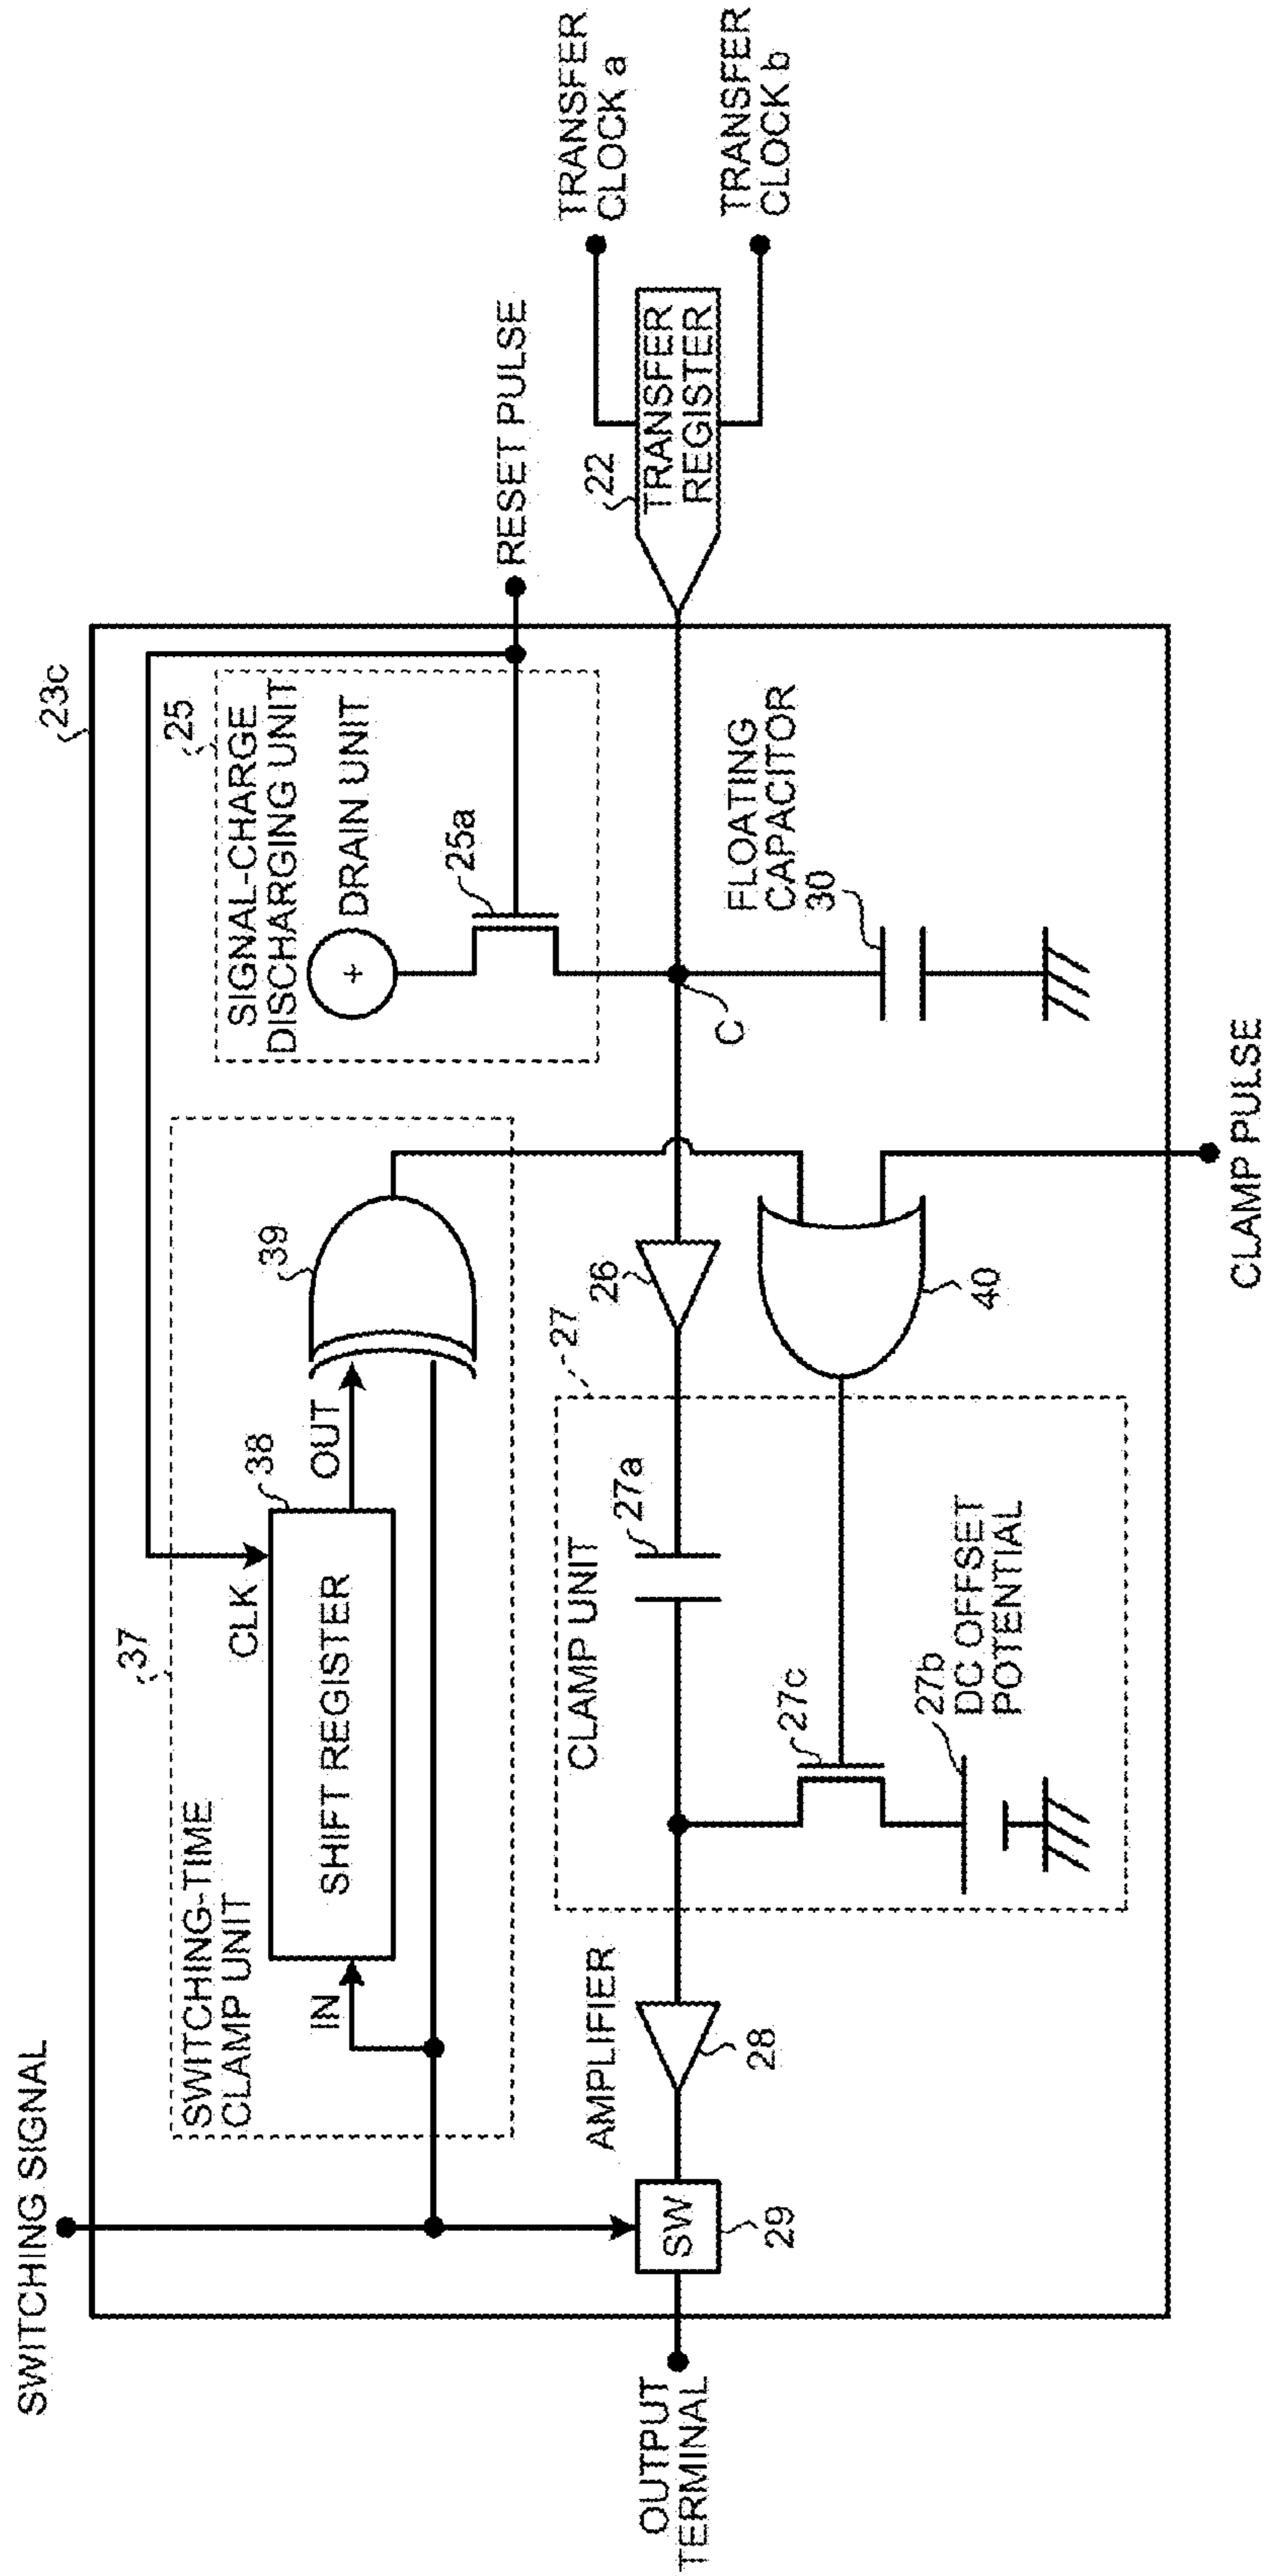 SWITCHING SIGNAL
23c
37
SWITCHING-TIME
CLAMP UNIT
IN
SHIFT REGISTER
CLK
38
OUT
39
25
SIGNAL-CHARGE
DISCHARGING UNIT
DRAIN UNIT
25a
RESET PULSE
TRANSFER
CLOCK a
TRANSFER
CLOCK b
22
TRANSFER
REGISTER
OUTPUT
TERMINAL
SW
29
AMPLIFIER
28
CLAMP UNIT
27
27a
27c
27b
DC OFFSET
POTENTIAL
26
40
C
FLOATING
CAPACITOR
30
CLAMP PULSE
+